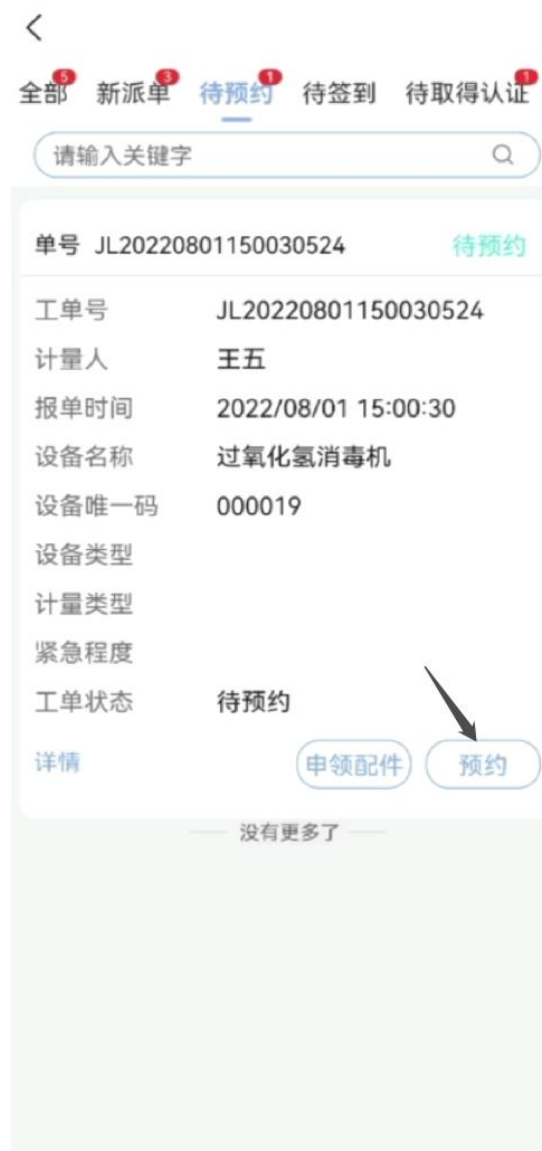 5 3 1 1
全部 新派单 待预约 待签到 待取得认证
请输入关键字
单号 JL20220801150030524 待预约
工单号 JL20220801150030524
计量人 王五
报单时间 2022/08/01 15:00:30
设备名称 过氧化氢消毒机
设备唯一码 000019
设备类型
计量类型
紧急程度
工单状态 待预约
详情 申领配件 预约
没有更多了